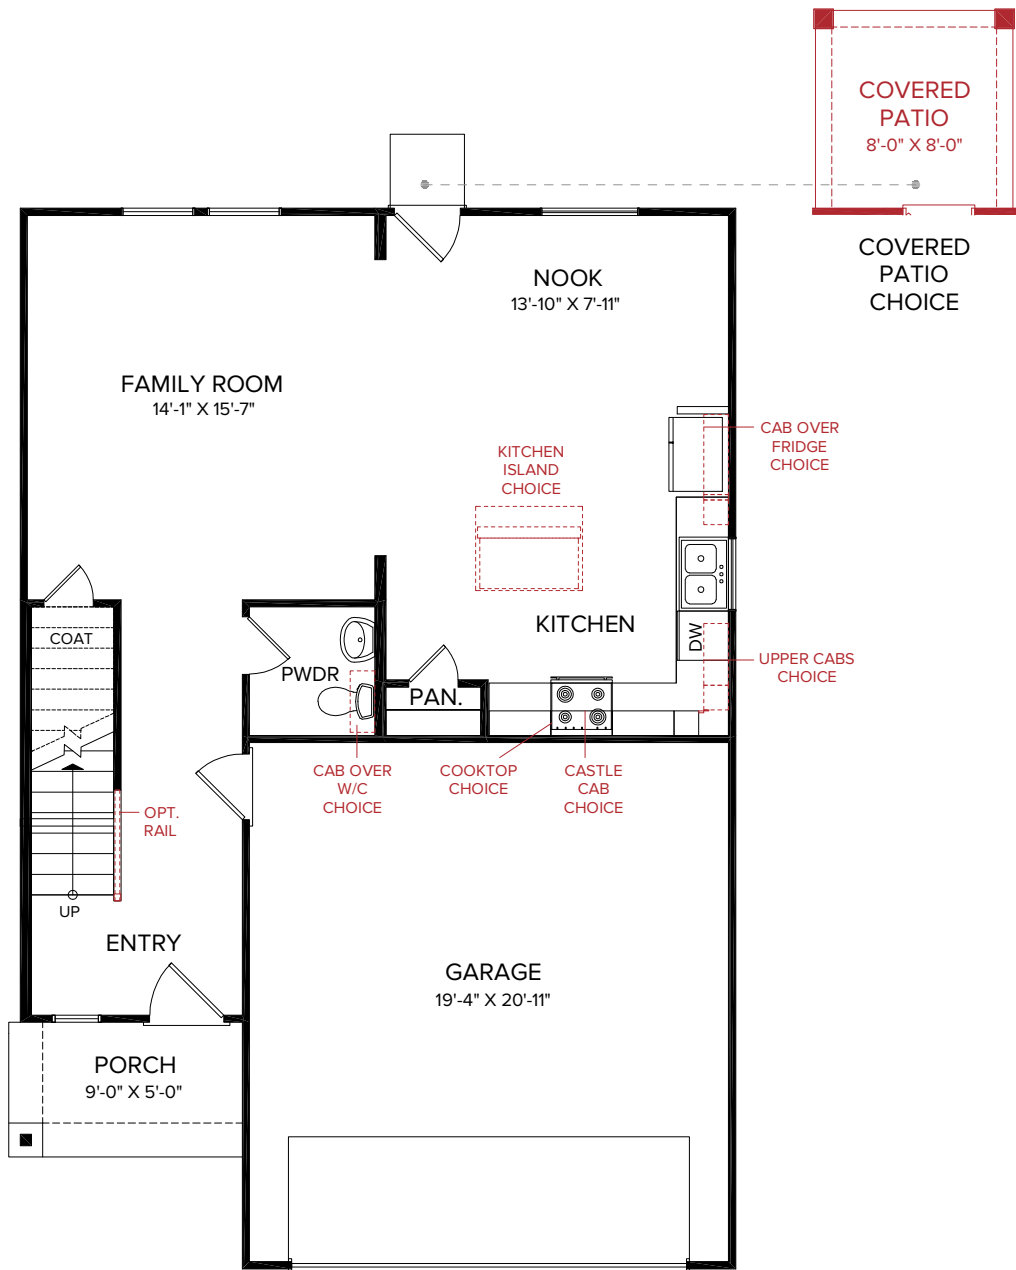 COVERED
PATIO
8'-0" X 8'-0"
COVERED
PATIO
CHOICE
NOOK
13'-10" X 7'-11"
FAMILY ROOM
14'-1" X 15'-7"
CAB OVER
FRIDGE
CHOICE
KITCHEN
ISLAND
CHOICE
KITCHEN
DW
COAT
PWDR
PAN.
UPPER CABS
CHOICE
CAB OVER
W/C
CHOICE
COOKTOP
CHOICE
CASTLE
CAB
CHOICE
OPT.
RAIL
UP
ENTRY
GARAGE
19'-4" X 20'-11"
PORCH
9'-0" X 5'-0"